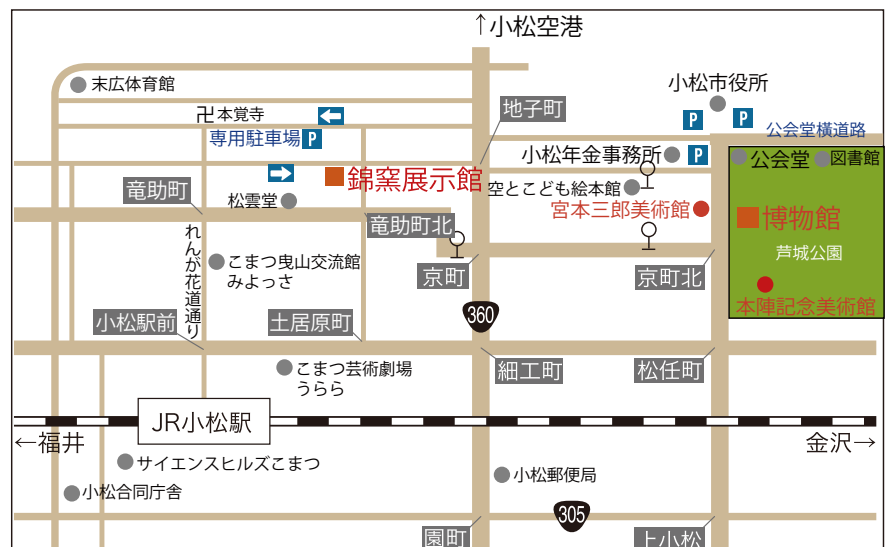 ↑小松空港
末広体育館
小松市役所
卍本覚寺
←
地子町
P
P
公会堂横道路
専用駐車場P
小松年金事務所
P
公会堂
図書館
→
錦窯展示館
空とこども絵本館
竜助町
松雲堂
宮本三郎美術館
博物館
竜助町北
れんが花道通り
芦城公園
こまつ曳山交流館
みよっさ
京町
京町北
本陣記念美術館
小松駅前
土居原町
360
こまつ芸術劇場
うらら
細工町
松任町
JR小松駅
←福井
金沢→
サイエンスヒルズこまつ
小松郵便局
小松合同庁舎
305
園町
上小松